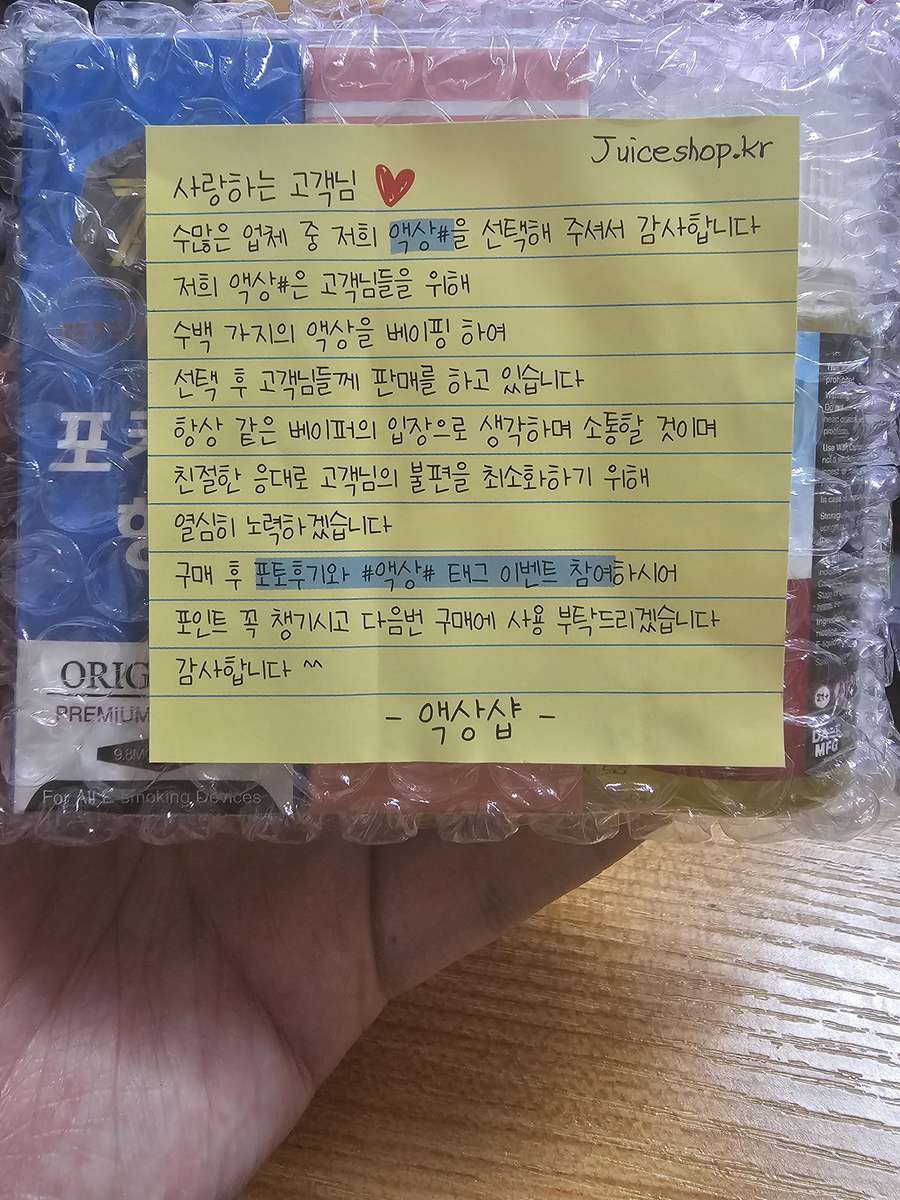 Juiceshop.kr
사랑하는 고객님
수많은 업체 중 저희 액상#을 선택해 주셔서 감사합니다
저희 액상#은 고객님들을 위해
수백 가지의 액상을 베이핑 하여
선택 후 고객님들께 판매를 하고 있습니다
항상 같은 베이퍼의 입장으로 생각하며 소통할 것이며
친절한 응대로 고객님의 불편을 최소화하기 위해
열심히 노력하겠습니다
구매 후 포토후기와 #액상# 태그 이벤트 참여하시어
포인트 꼭 챙기시고 다음번 구매에 사용 부탁드리겠습니다
감사합니다 ^^
- 액상샵 -
포
ORIG
PREMiUM
9.8M
For All E-smoking Devices
21+
MFG